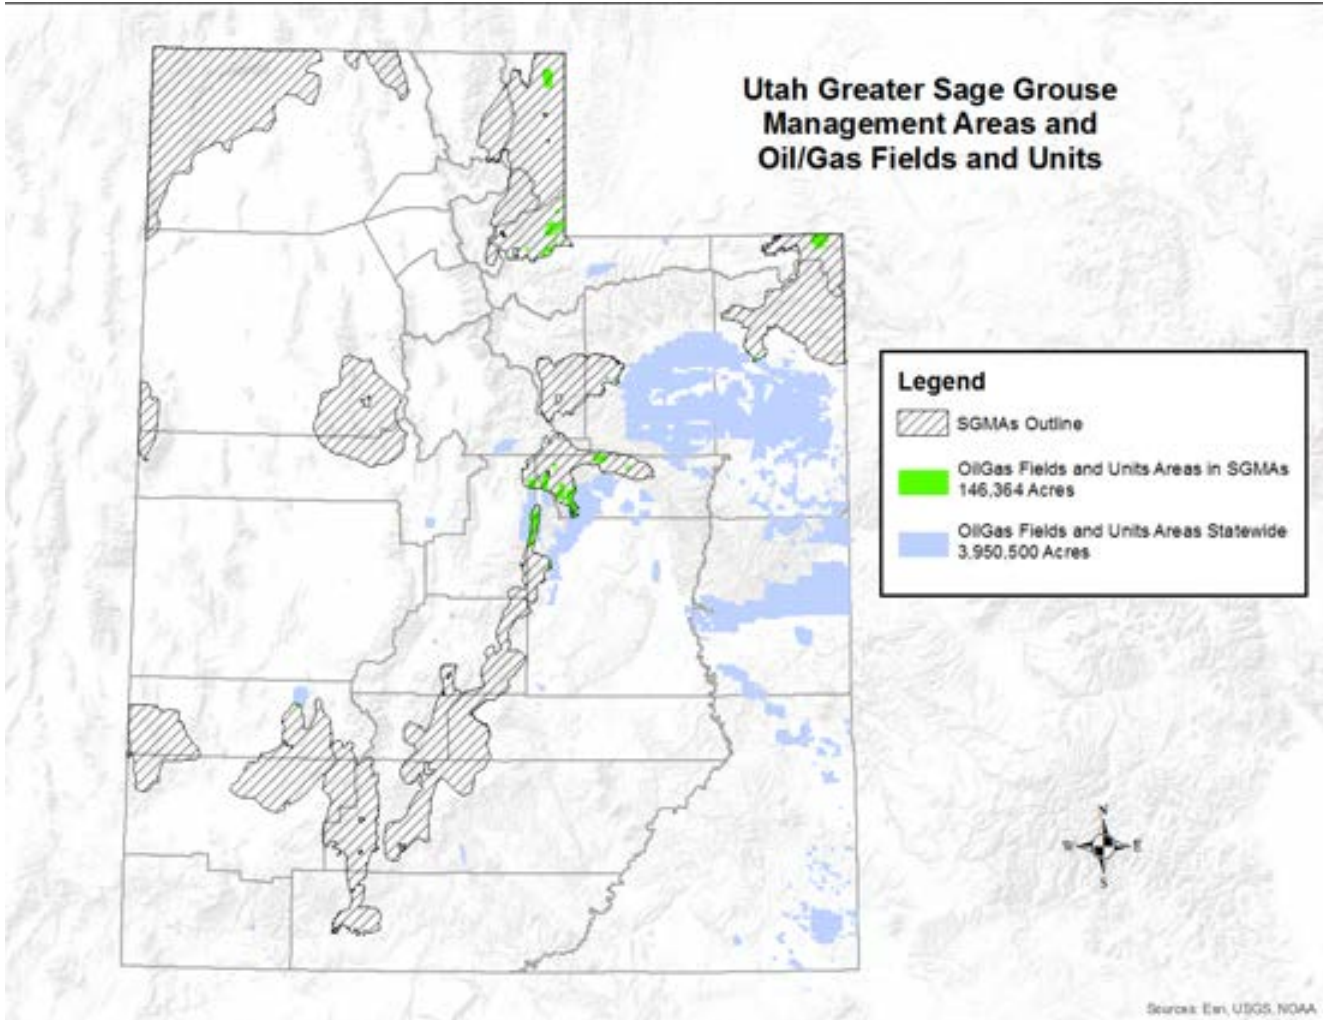 Utah Greater Sage Grouse
Management Areas and
Oil/Gas Fields and Units
Legend
SGMAs Outline
OilGas Fields and Units Areas in SGMAs
146,364 Acres
OilGas Fields and Units Areas Statewide
3,950,500 Acres
N
W
E
S
Sources: Esri, USGS, NOAA